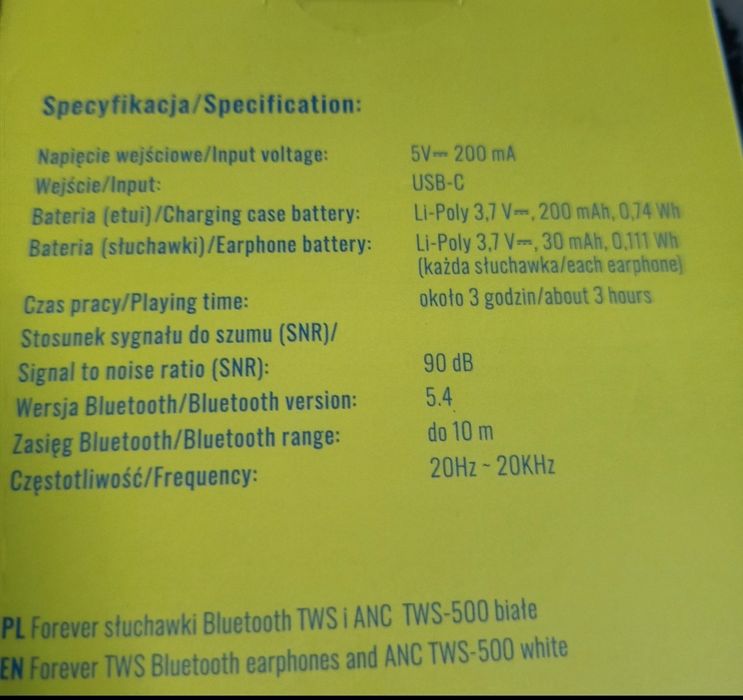 Specyfikacja/Specification:
Napięcie wejściowe/Input voltage: 5V⎓ 200 mA
Wejście/Input: USB-C
Bateria (etui)/Charging case battery: Li-Poly 3,7 V⎓, 200 mAh, 0,74 Wh
Bateria (słuchawki)/Earphone battery: Li-Poly 3,7 V⎓, 30 mAh, 0,111 Wh
(każda słuchawka/each earphone)
Czas pracy/Playing time: około 3 godzin/about 3 hours
Stosunek sygnału do szumu (SNR)/
Signal to noise ratio (SNR): 90 dB
Wersja Bluetooth/Bluetooth version: 5.4
Zasięg Bluetooth/Bluetooth range: do 10 m
Częstotliwość/Frequency: 20Hz ~ 20KHz
PL Forever słuchawki Bluetooth TWS i ANC TWS-500 białe
EN Forever TWS Bluetooth earphones and ANC TWS-500 white